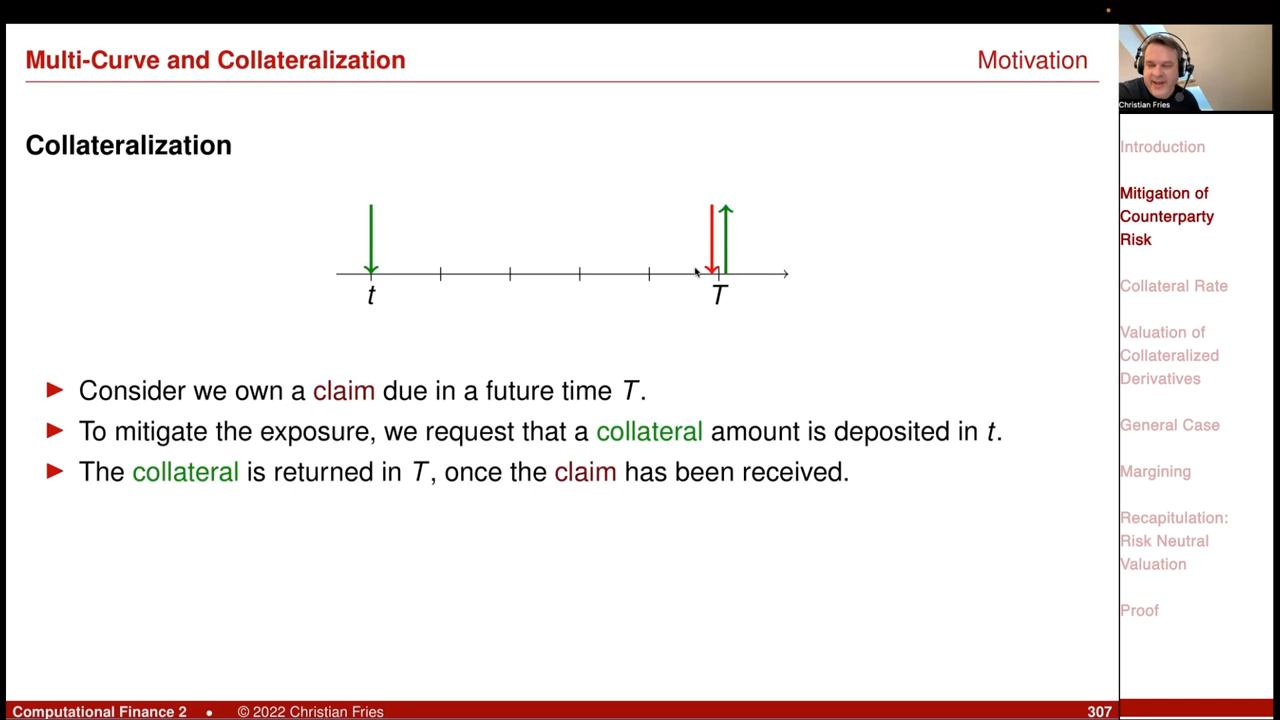 Multi-Curve and Collateralization
Motivation
Christian Fries
Collateralization
t
T
► Consider we own a claim due in a future time T.
► To mitigate the exposure, we request that a collateral amount is deposited in t.
► The collateral is returned in T, once the claim has been received.
Introduction
Mitigation of
Counterparty
Risk
Collateral Rate
Valuation of
Collateralized
Derivatives
General Case
Margining
Recapitulation:
Risk Neutral
Valuation
Proof
Computational Finance 2 • © 2022 Christian Fries
307